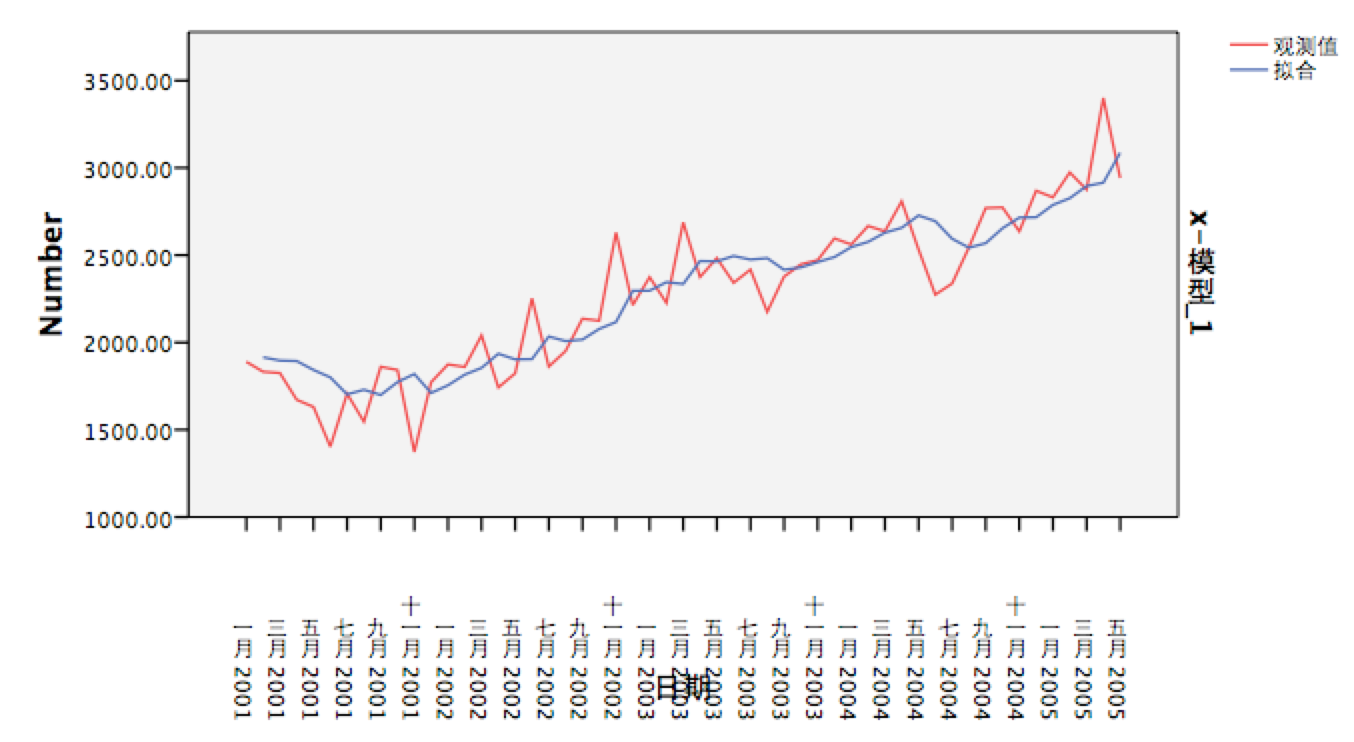 观测值
拟合
Number
3500.00
3000.00
2500.00
2000.00
1500.00
1000.00
x-模型_1
一月 2001
三月 2001
五月 2001
七月 2001
九月 2001
十一月 2001
一月 2002
三月 2002
五月 2002
七月 2002
九月 2002
十一月 2002
一月 2003
三月 2003
五月 2003
七月 2003
九月 2003
十一月 2003
一月 2004
三月 2004
五月 2004
七月 2004
九月 2004
十一月 2004
一月 2005
三月 2005
五月 2005
日期